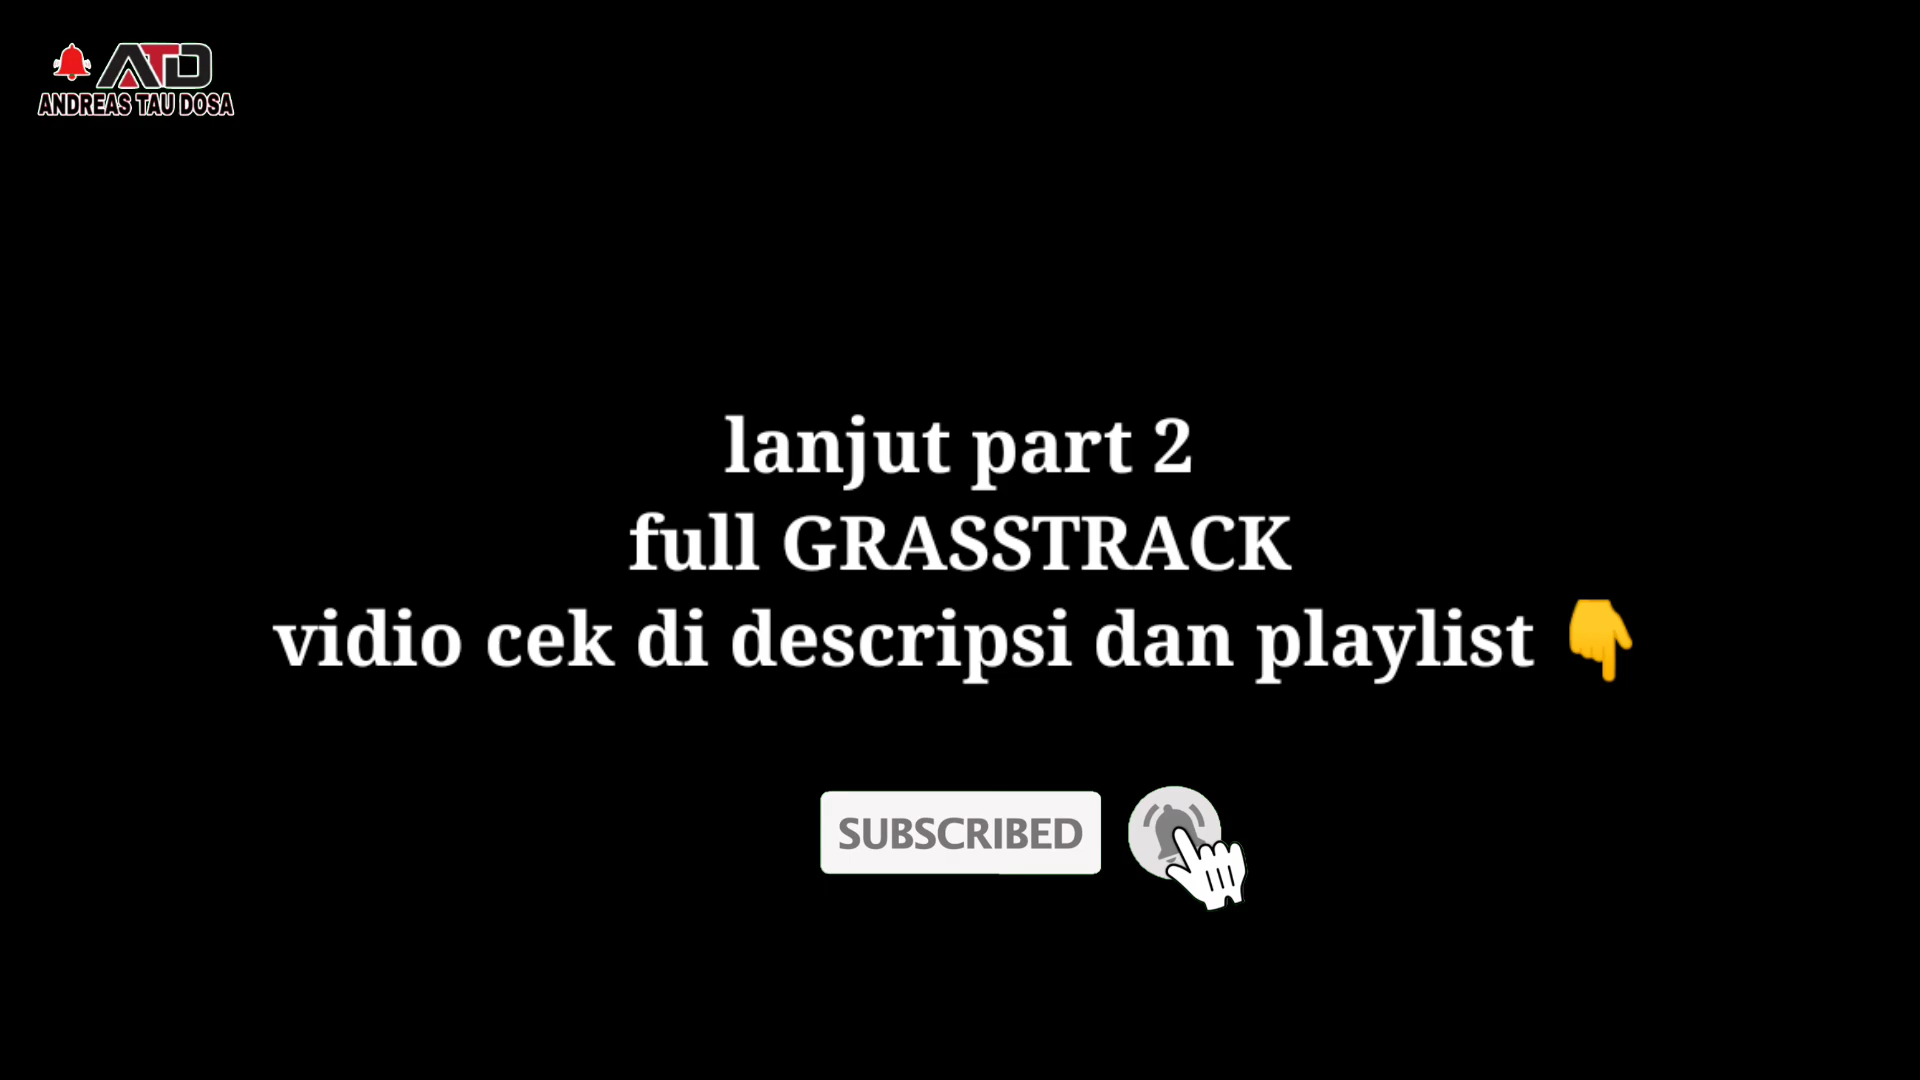 ATD
ANDREAS TAU DOSA
lanjut part 2
full GRASSTRACK
vidio cek di descripsi dan playlist 👇
SUBSCRIBED